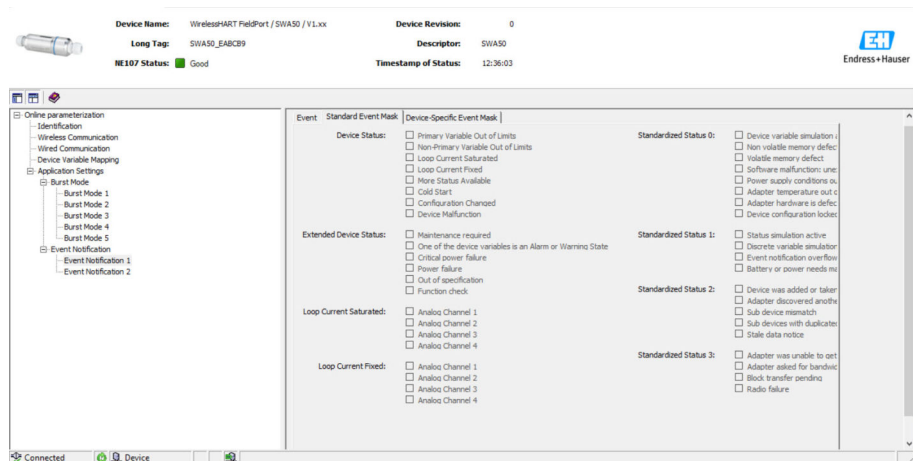 Device Name: WirelessHART FieldPort / SWA50 / V1.xx Device Revision: 0
Long Tag: SWA50_EABCB9 Descriptor: SWA50
NE107 Status: Good Timestamp of Status: 12:36:03
EH
Endress+Hauser
Online parameterization
Identification
Wireless Communication
Wired Communication
Device Variable Mapping
Application Settings
Burst Mode
Burst Mode 1
Burst Mode 2
Burst Mode 3
Burst Mode 4
Burst Mode 5
Event Notification
Event Notification 1
Event Notification 2
Event Standard Event Mask Device-Specific Event Mask
Device Status:
Primary Variable Out of Limits
Non-Primary Variable Out of Limits
Loop Current Saturated
Loop Current Fixed
More Status Available
Cold Start
Configuration Changed
Device Malfunction
Extended Device Status:
Maintenance required
One of the device variables is an Alarm or Warning State
Critical power failure
Power failure
Out of specification
Function check
Loop Current Saturated:
Analog Channel 1
Analog Channel 2
Analog Channel 3
Analog Channel 4
Loop Current Fixed:
Analog Channel 1
Analog Channel 2
Analog Channel 3
Analog Channel 4
Standardized Status 0:
Device variable simulation
Non volatile memory defec
Volatile memory defect
Software malfunction: une
Power supply conditions ou
Adapter temperature out o
Adapter hardware is defec
Device configuration locked
Standardized Status 1:
Status simulation active
Discrete variable simulation
Event notification overflow
Battery or power needs ma
Standardized Status 2:
Device was added or taken
Adapter discovered anothe
Sub device mismatch
Sub devices with duplicated
Stale data notice
Standardized Status 3:
Adapter was unable to get
Adapter asked for bandwid
Block transfer pending
Radio failure
Connected Device